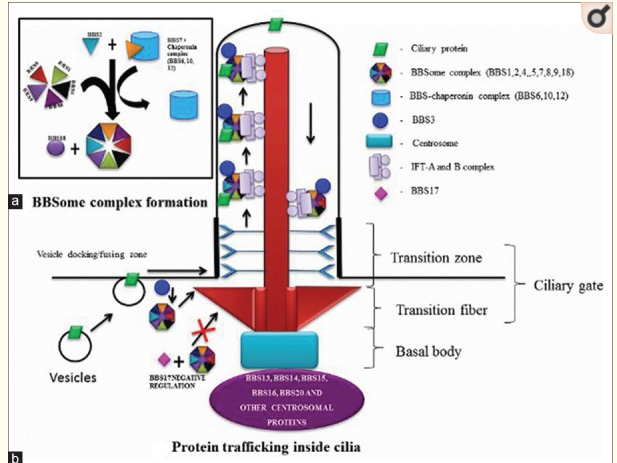 BBS2
BBS7 +
Chaperonin
complex
(BBS6,10,
12)
BBS18
a BBSome complex formation
Ciliary protein
- BBSome complex (BBS1,2,4,,5,7,8,9,18)
- BBS-chaperonin complex (BBS6,10,12)
- BBS3
- Centrosome
- IFT-A and B complex
- BBS17
Vesicle docking/fusing zone
Transition zone
Ciliary gate
Transition fiber
Basal body
Vesicles
BBS17NEGATIVE
REGULATION
BBS13, BBS14, BBS15,
BBS16, BBS20 AND
OTHER CENTROSOMAL
PROTEINS
Protein trafficking inside cilia
b